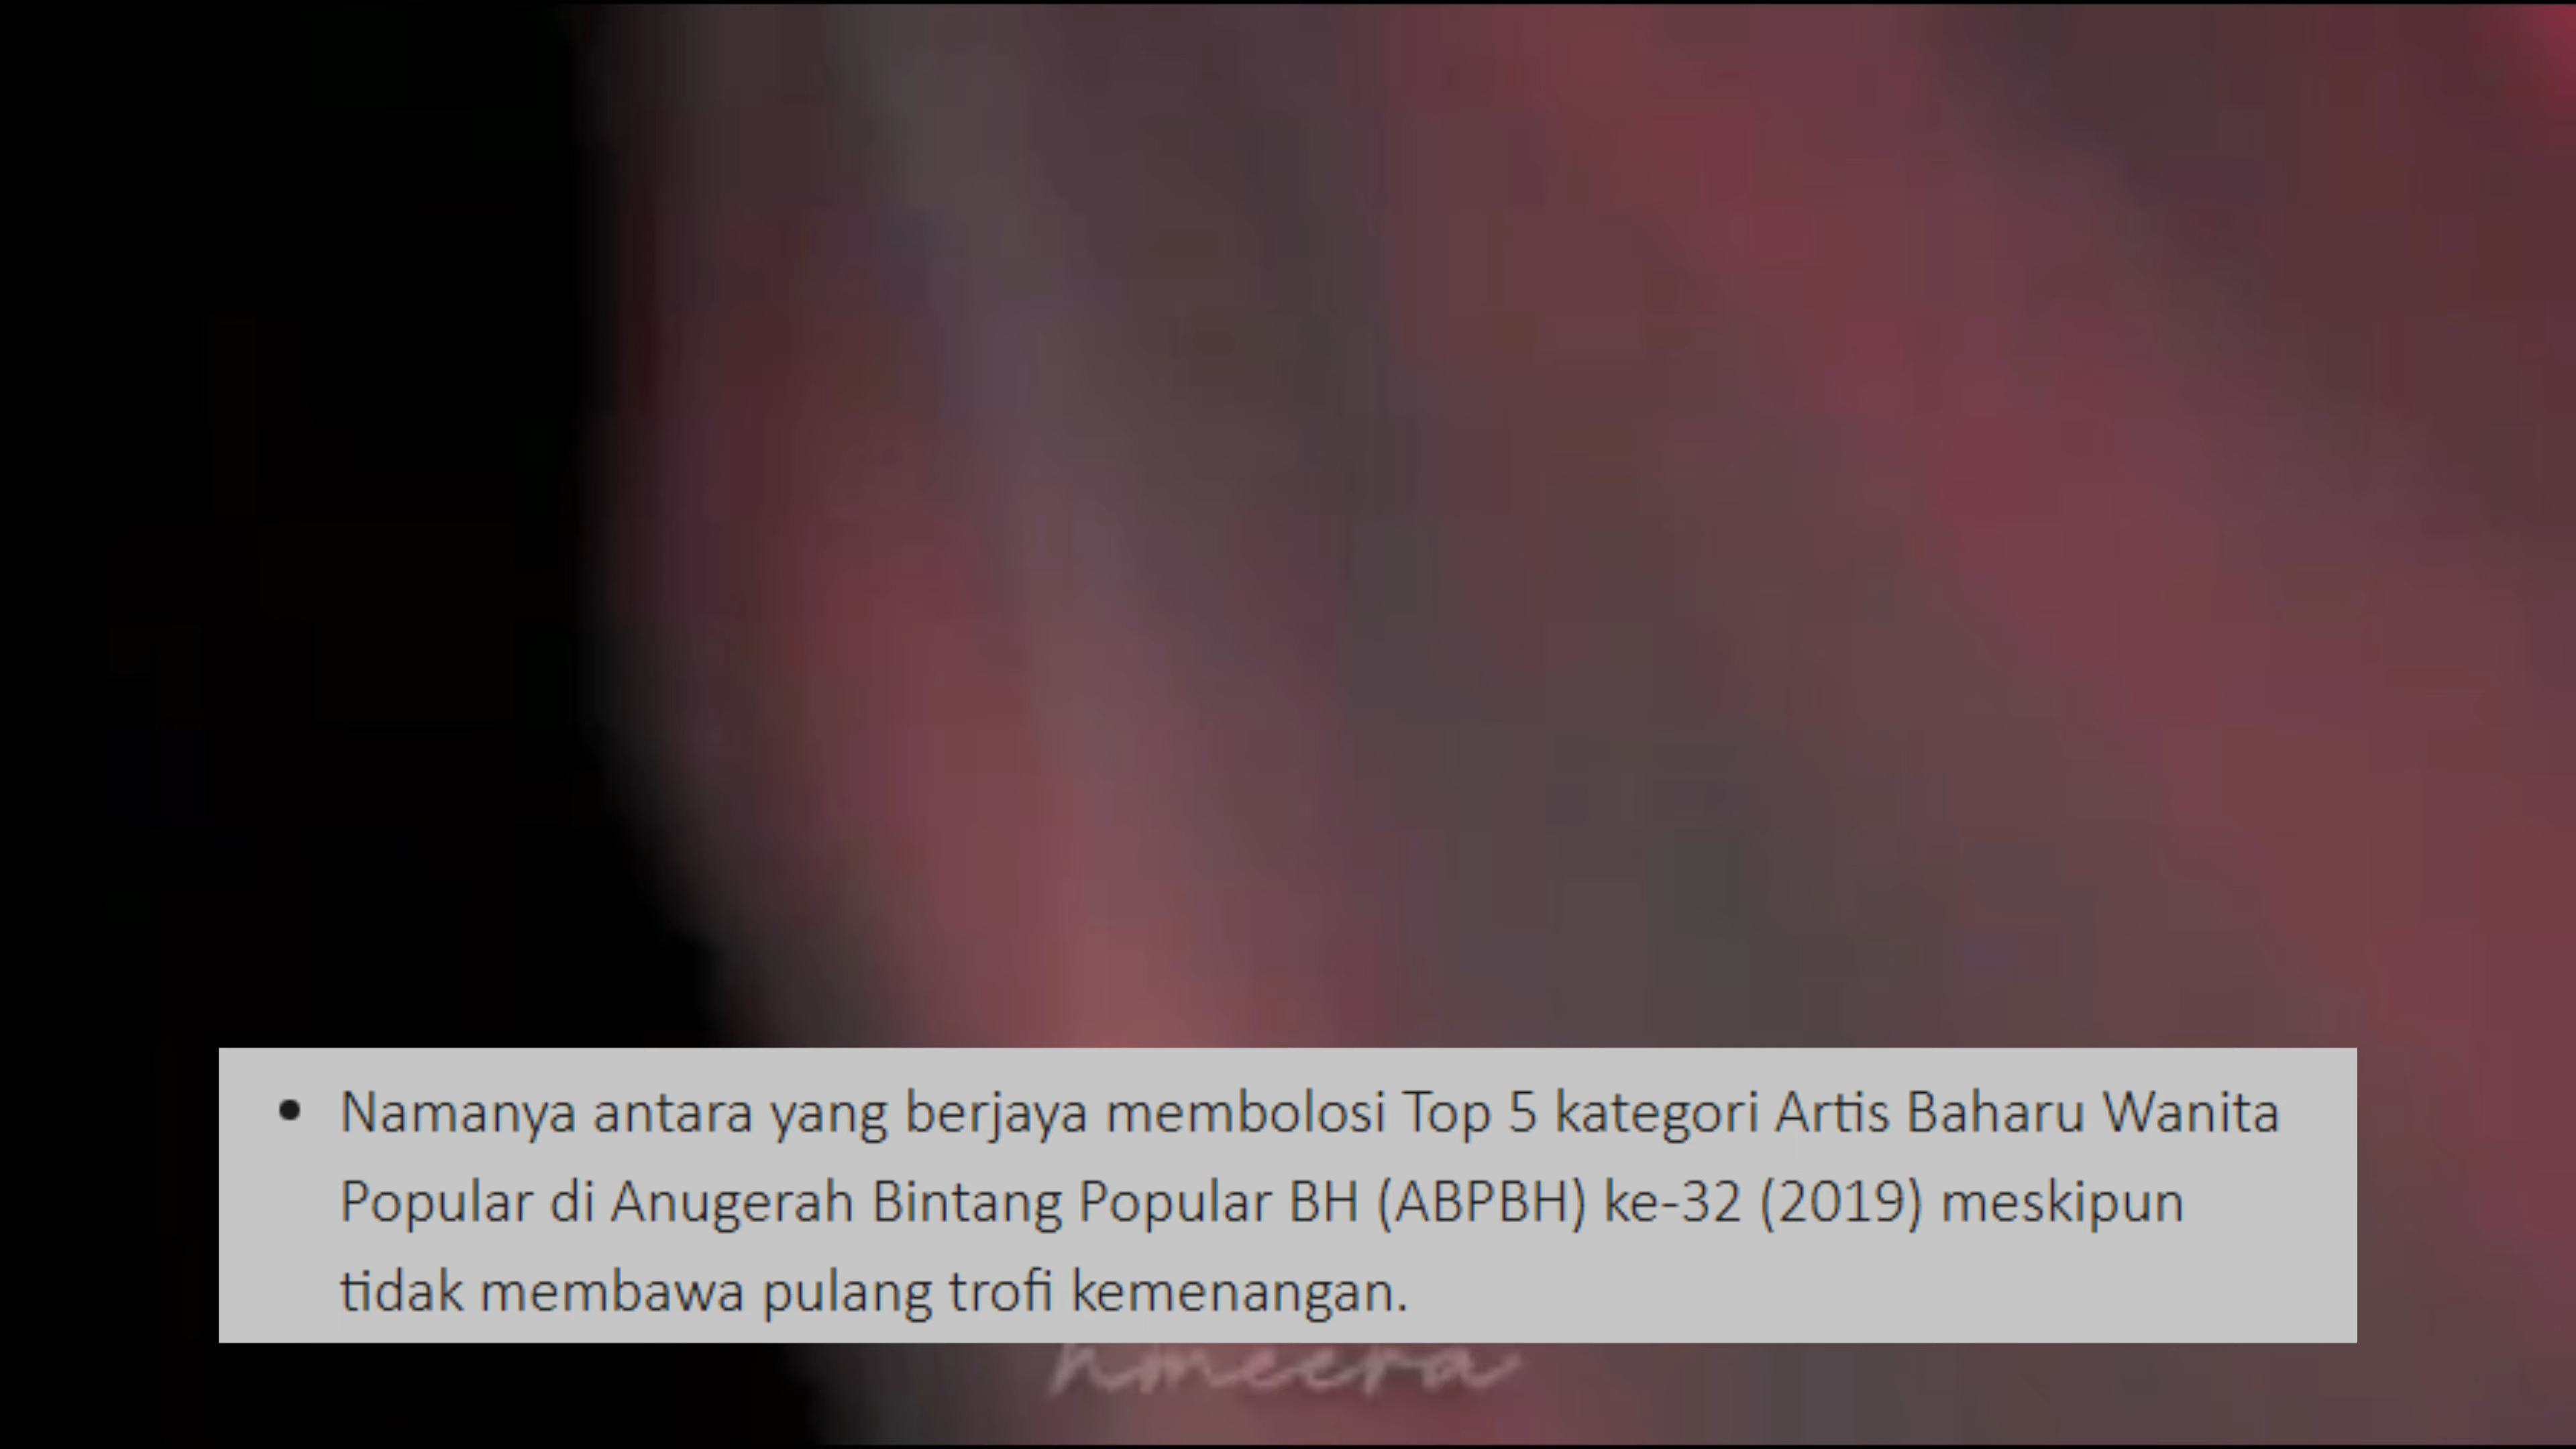 • Namanya antara yang berjaya membolosi Top 5 kategori Artis Baharu Wanita
Popular di Anugerah Bintang Popular BH (ABPBH) ke-32 (2019) meskipun
tidak membawa pulang trofi kemenangan.
hmeera